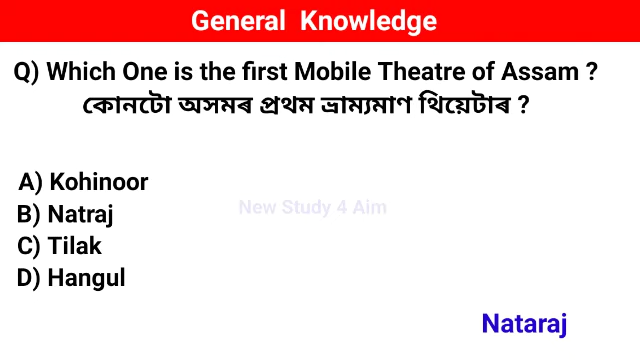 General Knowledge
Q) Which One is the first Mobile Theatre of Assam ?
কোনটো অসমৰ প্ৰথম ভ্ৰাম্যমাণ থিয়েটাৰ ?
A) Kohinoor
B) Natraj
New Study 4 Aim
C) Tilak
D) Hangul
Nataraj